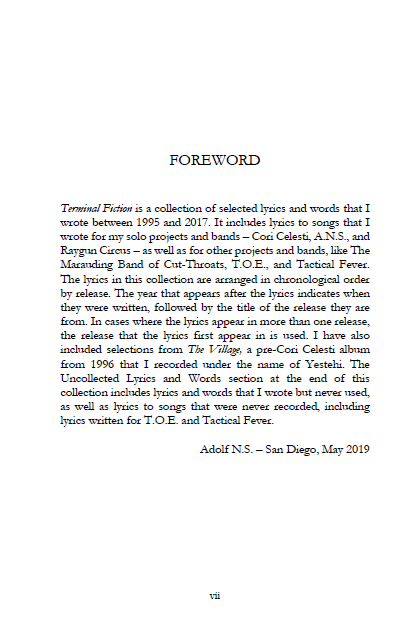 FOREWORD
Terminal Fiction is a collection of selected lyrics and words that I
wrote between 1995 and 2017. It includes lyrics to songs that I
wrote for my solo projects and bands – Cori Celesti, A.N.S., and
Raygun Circus – as well as for other projects and bands, like The
Marauding Band of Cut-Throats, T.O.E., and Tactical Fever.
The lyrics in this collection are arranged in chronological order
by release. The year that appears after the lyrics indicates when
they were written, followed by the title of the release they are
from. In cases where the lyrics appear in more than one release,
the release that the lyrics first appear in is used. I have also
included selections from The Village, a pre-Cori Celesti album
from 1996 that I recorded under the name of Yestehi. The
Uncollected Lyrics and Words section at the end of this
collection includes lyrics and words that I wrote but never used,
as well as lyrics to songs that were never recorded, including
lyrics written for T.O.E. and Tactical Fever.
Adolf N.S. – San Diego, May 2019
vii